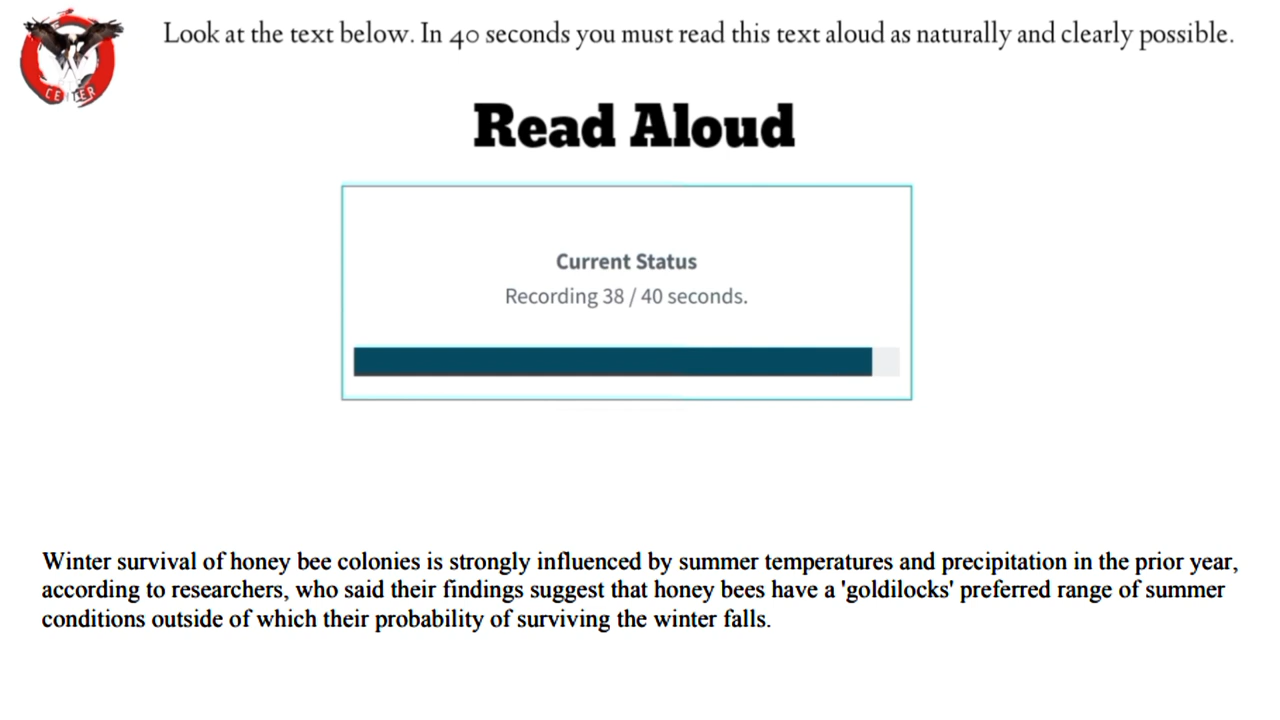 Look at the text below. In 40 seconds you must read this text aloud as naturally and clearly possible.
CENTER
Read Aloud
Current Status
Recording 38 / 40 seconds.
Winter survival of honey bee colonies is strongly influenced by summer temperatures and precipitation in the prior year,
according to researchers, who said their findings suggest that honey bees have a 'goldilocks' preferred range of summer
conditions outside of which their probability of surviving the winter falls.